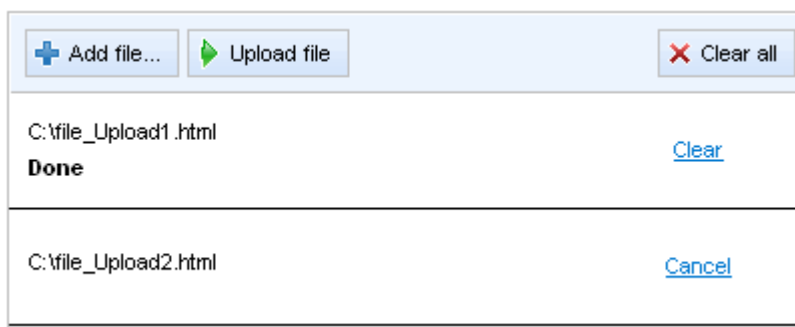 Add file... Upload file Clear all
C:\file_Upload1.html
Done
Clear
C:\file_Upload2.html
Cancel